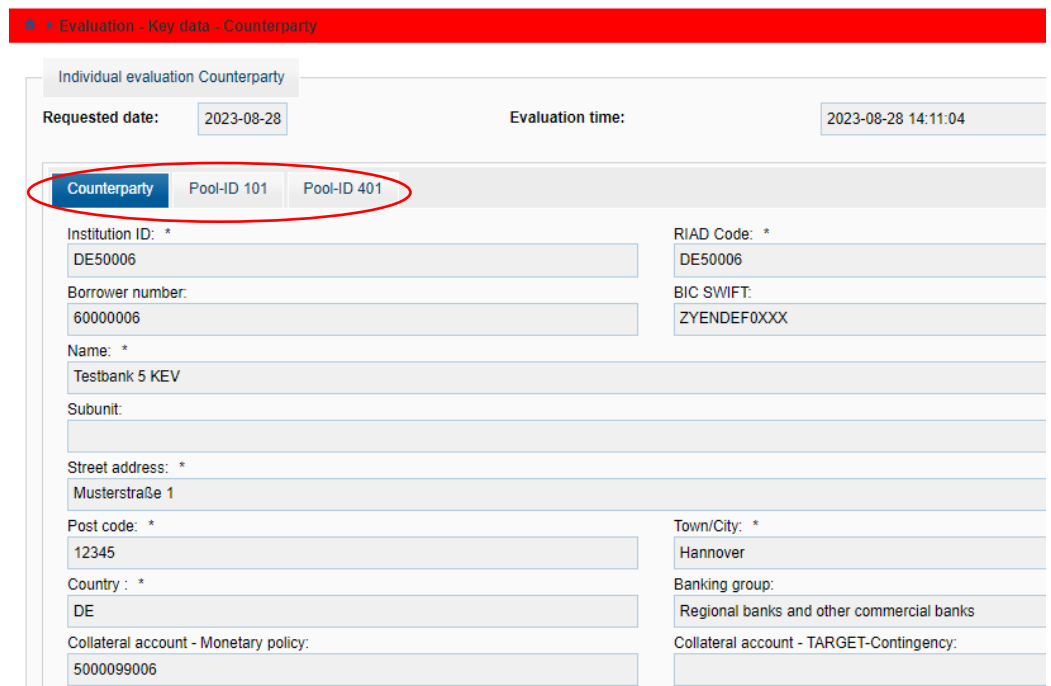 Evaluation - Key data - Counterparty
Individual evaluation Counterparty
Requested date: 2023-08-28 Evaluation time: 2023-08-28 14:11:04
Counterparty Pool-ID 101 Pool-ID 401
Institution ID: * RIAD Code: *
DE50006 DE50006
Borrower number: BIC SWIFT:
60000006 ZYENDEF0XXX
Name: *
Testbank 5 KEV
Subunit:
Street address: *
Musterstraße 1
Post code: * Town/City: *
12345 Hannover
Country : * Banking group:
DE Regional banks and other commercial banks
Collateral account - Monetary policy: Collateral account - TARGET-Contingency:
5000099006